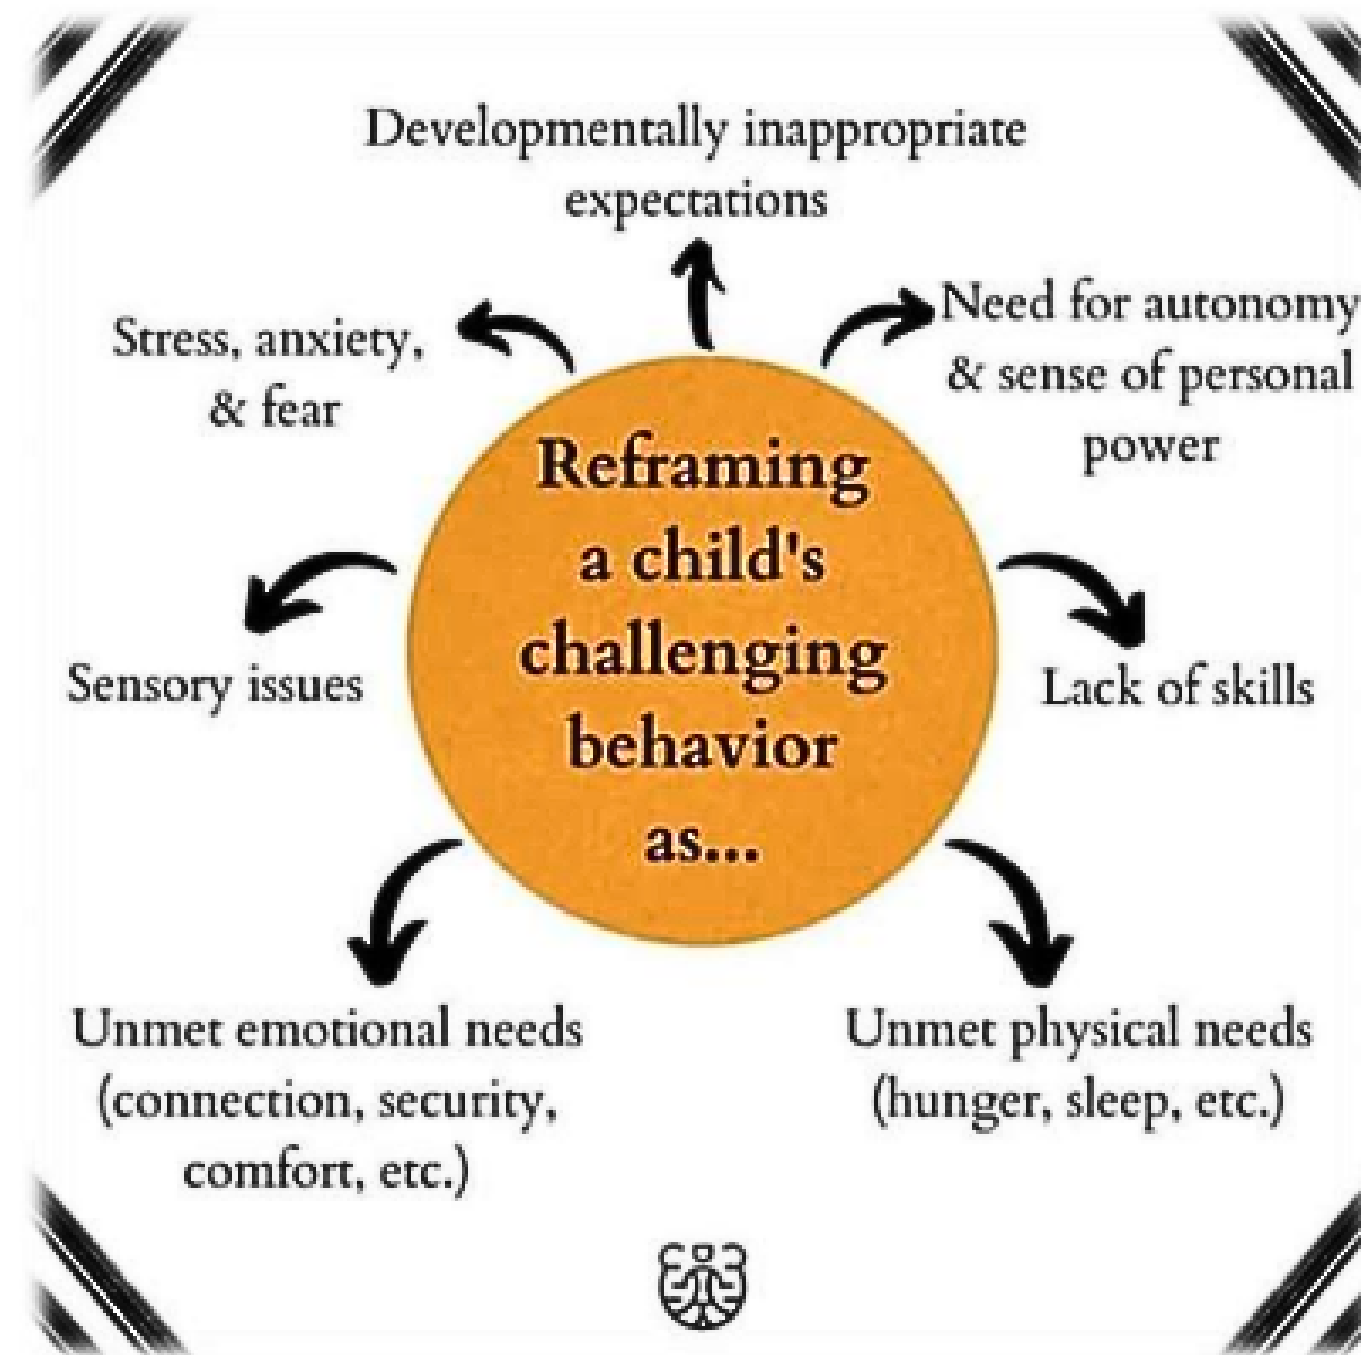 Developmentally inappropriate
expectations
Stress, anxiety,
& fear
Need for autonomy
& sense of personal
power
Reframing
a child's
challenging
behavior
as...
Sensory issues
Lack of skills
Unmet emotional needs
(connection, security,
comfort, etc.)
Unmet physical needs
(hunger, sleep, etc.)